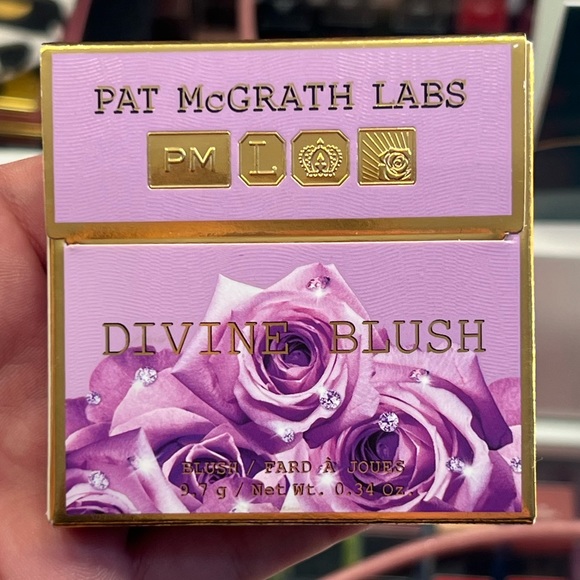 PAT McGRATH LABS
PM L
DIVINE BLUSH
BLUSH / FARD À JOUES
9.7 g / Net Wt. 0.34 Oz.